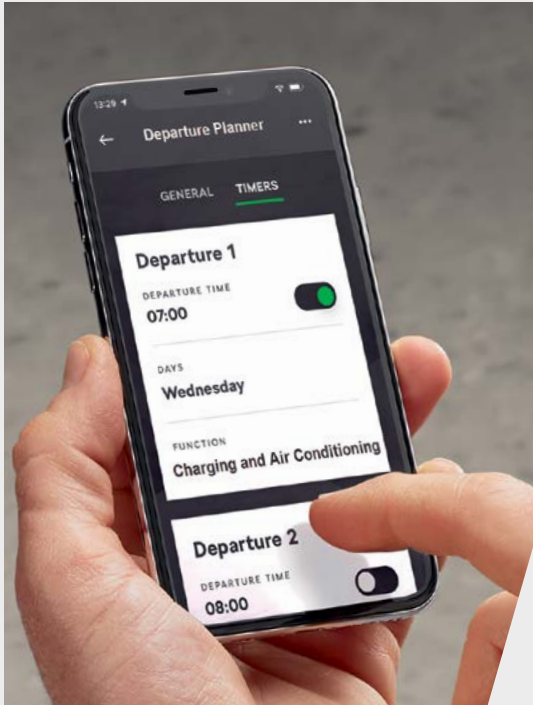 13:29
Departure Planner
GENERAL TIMERS
Departure 1
DEPARTURE TIME
07:00
DAYS
Wednesday
FUNCTION
Charging and Air Conditioning
Departure 2
DEPARTURE TIME
08:00